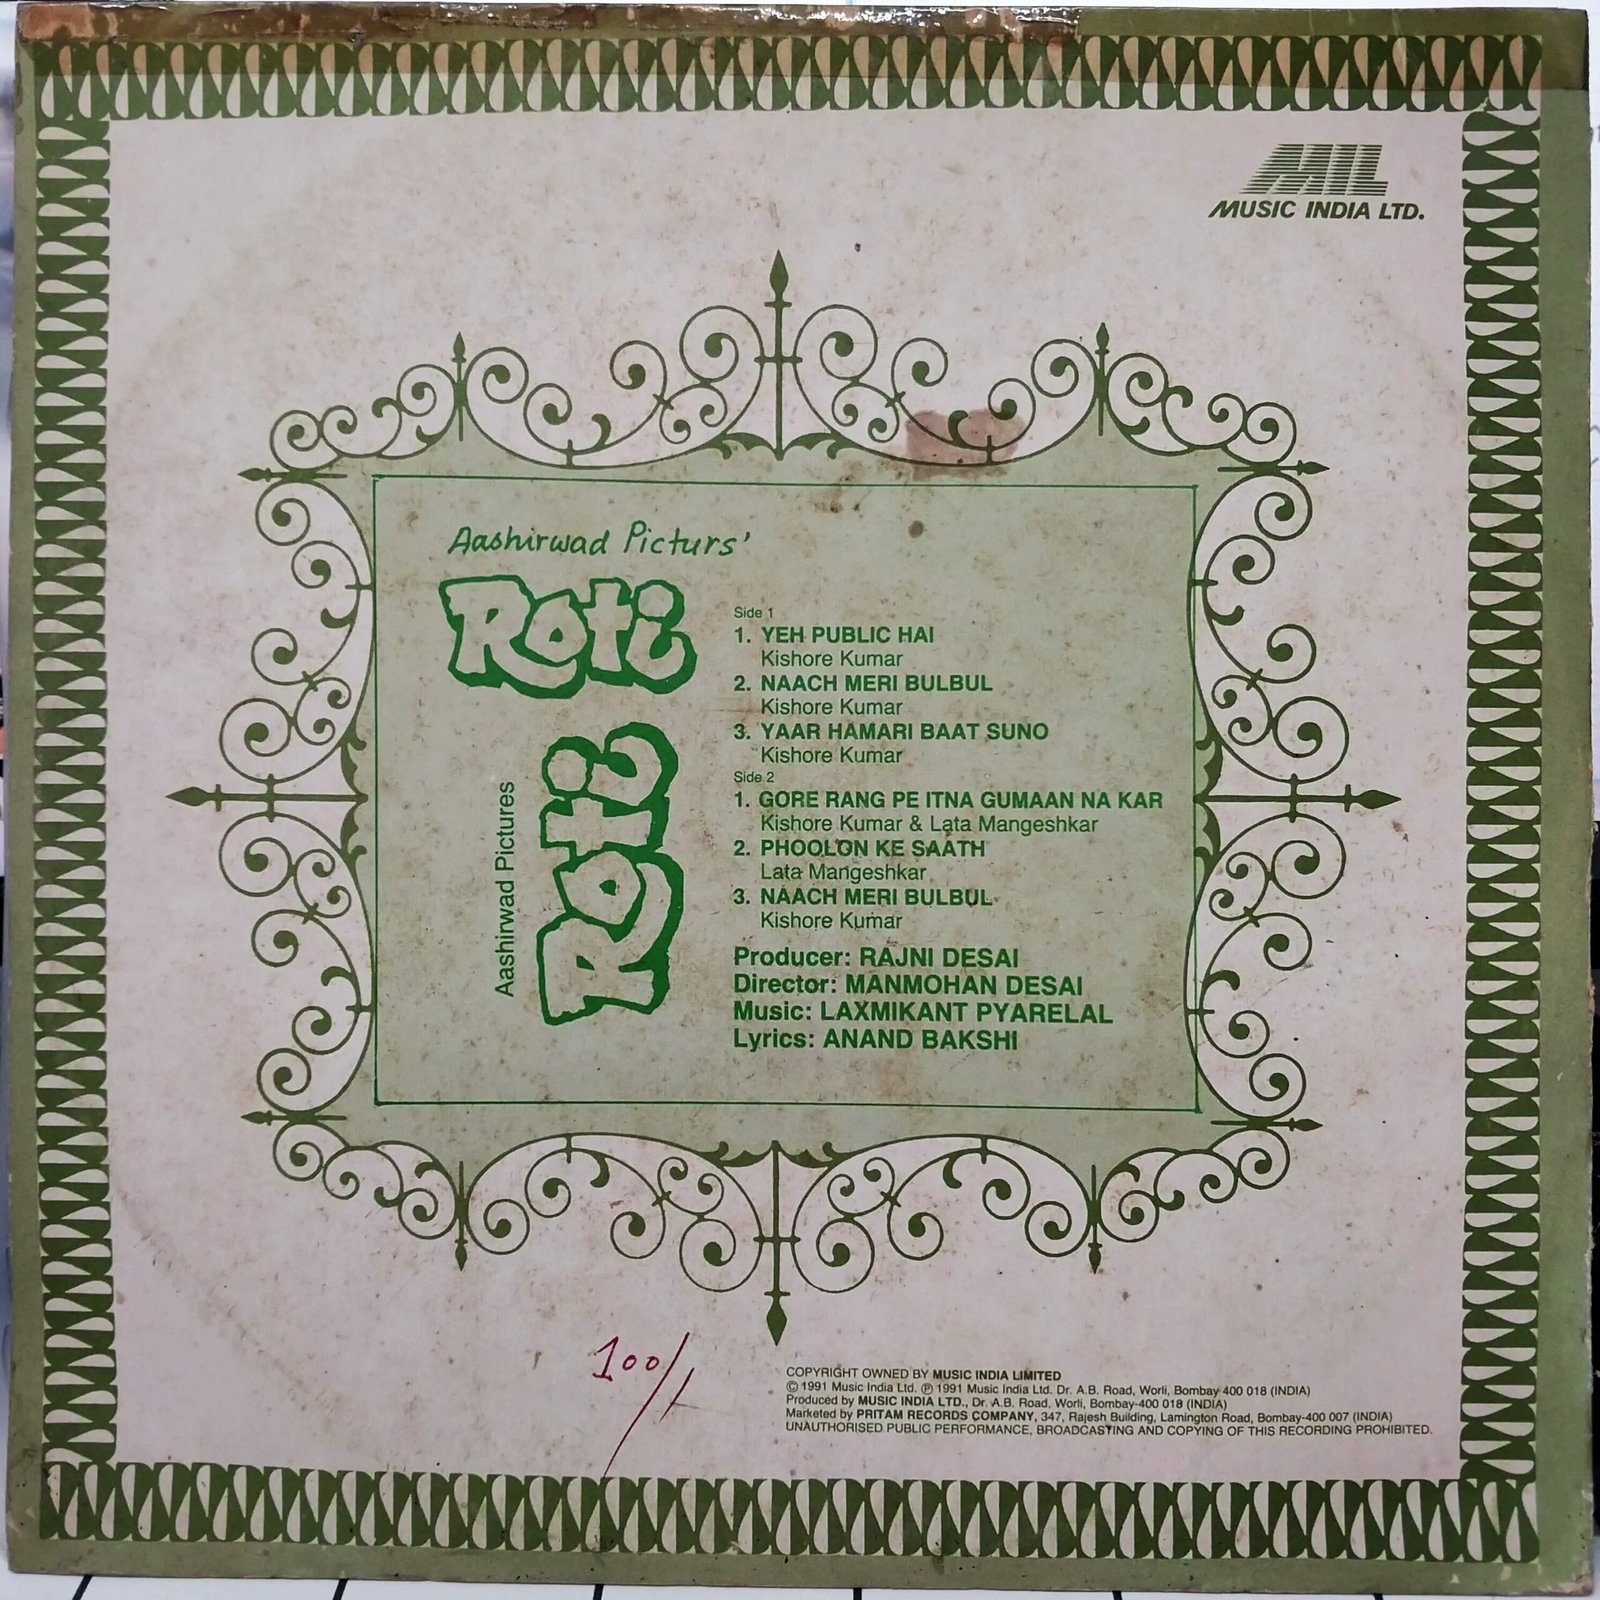 MIL
MUSIC INDIA LTD.
Aashirwad Picturs'
Roti
Aashirwad Pictures
Roti
Side 1
1. YEH PUBLIC HAI
Kishore Kumar
2. NAACH MERI BULBUL
Kishore Kumar
3. YAAR HAMARI BAAT SUNO
Kishore Kumar
Side 2
1. GORE RANG PE ITNA GUMAAN NA KAR
Kishore Kumar & Lata Mangeshkar
2. PHOOLON KE SAATH
Lata Mangeshkar
3. NAACH MERI BULBUL
Kishore Kumar
Producer: RAJNI DESAI
Director: MANMOHAN DESAI
Music: LAXMIKANT PYARELAL
Lyrics: ANAND BAKSHI
100/
COPYRIGHT OWNED BY MUSIC INDIA LIMITED
© 1991 Music India Ltd. ℗ 1991 Music India Ltd. Dr. A.B. Road, Worli, Bombay 400 018 (INDIA)
Produced by MUSIC INDIA LTD., Dr. A.B. Road, Worli, Bombay-400 018 (INDIA)
Marketed by PRITAM RECORDS COMPANY, 347, Rajesh Building, Lamington Road, Bombay-400 007 (INDIA)
UNAUTHORISED PUBLIC PERFORMANCE, BROADCASTING AND COPYING OF THIS RECORDING PROHIBITED.